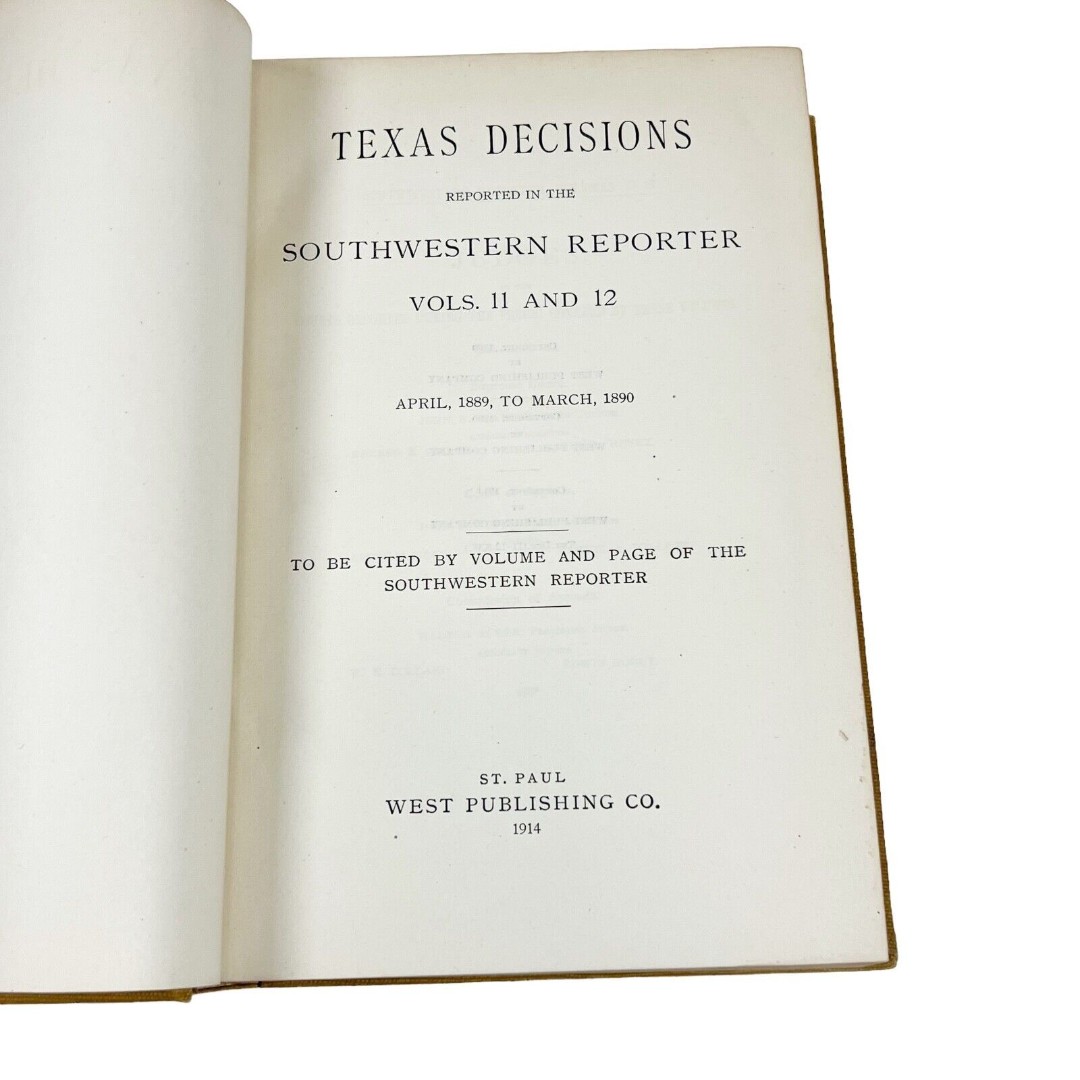 TEXAS DECISIONS
REPORTED IN THE
SOUTHWESTERN REPORTER
VOLS. 11 AND 12
APRIL, 1889, TO MARCH, 1890
TO BE CITED BY VOLUME AND PAGE OF THE
SOUTHWESTERN REPORTER
ST. PAUL
WEST PUBLISHING CO.
1914